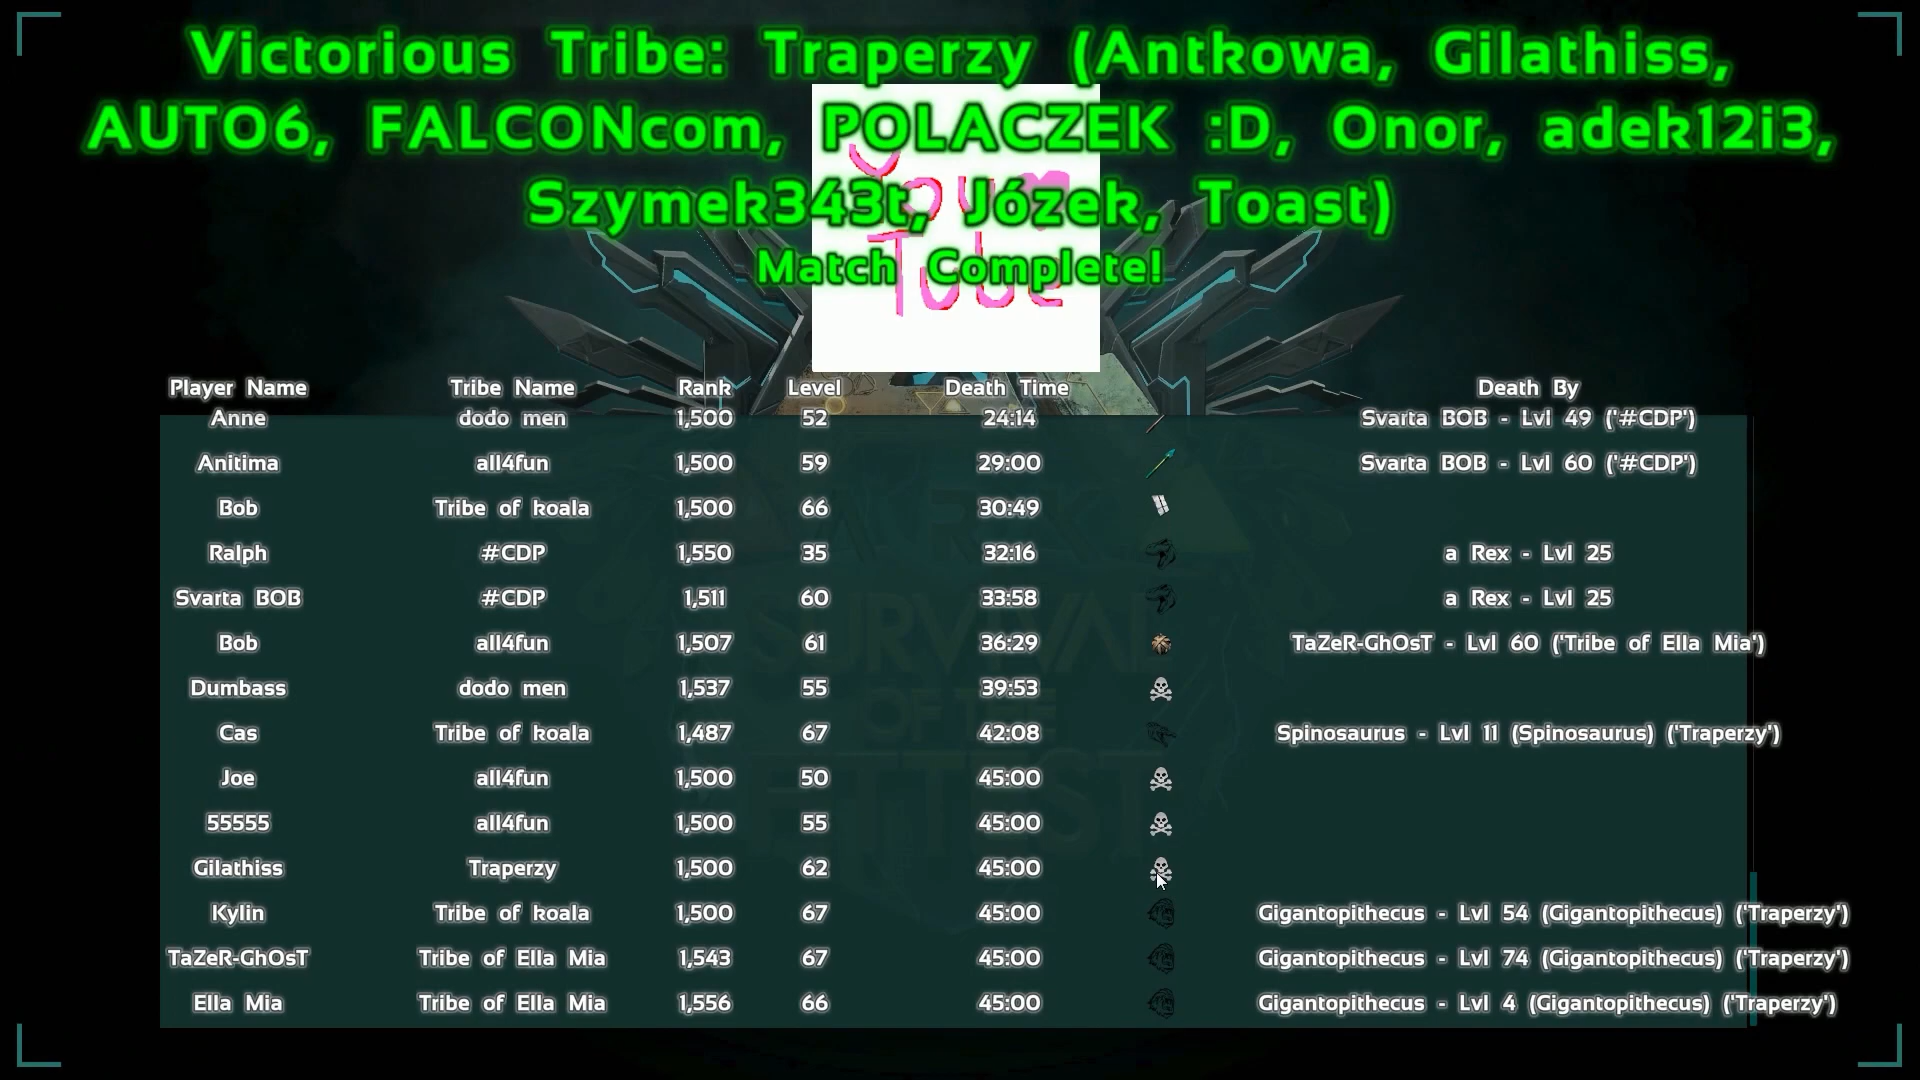 Victorious Tribe: Traperzy (Antkowa, Gilathiss,
AUTO6, FALCONcom, POLACZEK :D, Onor, adek12i3,
Szymek343t, Józek, Toast)
You
Tube
Match Complete!
Player Name Tribe Name Rank Level Death Time Death By
Anne dodo men 1,500 52 24:14 Svarta BOB - Lvl 49 ('#CDP')
Anitima all4fun 1,500 59 29:00 Svarta BOB - Lvl 60 ('#CDP')
Bob Tribe of koala 1,500 66 30:49
Ralph #CDP 1,550 35 32:16 a Rex - Lvl 25
Svarta BOB #CDP 1,511 60 33:58 a Rex - Lvl 25
Bob all4fun 1,507 61 36:29 TaZeR-GhOsT - Lvl 60 ('Tribe of Ella Mia')
Dumbass dodo men 1,537 55 39:53
Cas Tribe of koala 1,487 67 42:08 Spinosaurus - Lvl 11 (Spinosaurus) ('Traperzy')
Joe all4fun 1,500 50 45:00
55555 all4fun 1,500 55 45:00
Gilathiss Traperzy 1,500 62 45:00
Kylin Tribe of koala 1,500 67 45:00 Gigantopithecus - Lvl 54 (Gigantopithecus) ('Traperzy')
TaZeR-GhOsT Tribe of Ella Mia 1,543 67 45:00 Gigantopithecus - Lvl 74 (Gigantopithecus) ('Traperzy')
Ella Mia Tribe of Ella Mia 1,556 66 45:00 Gigantopithecus - Lvl 4 (Gigantopithecus) ('Traperzy')
SURVIVAL
OF THE
FITTEST